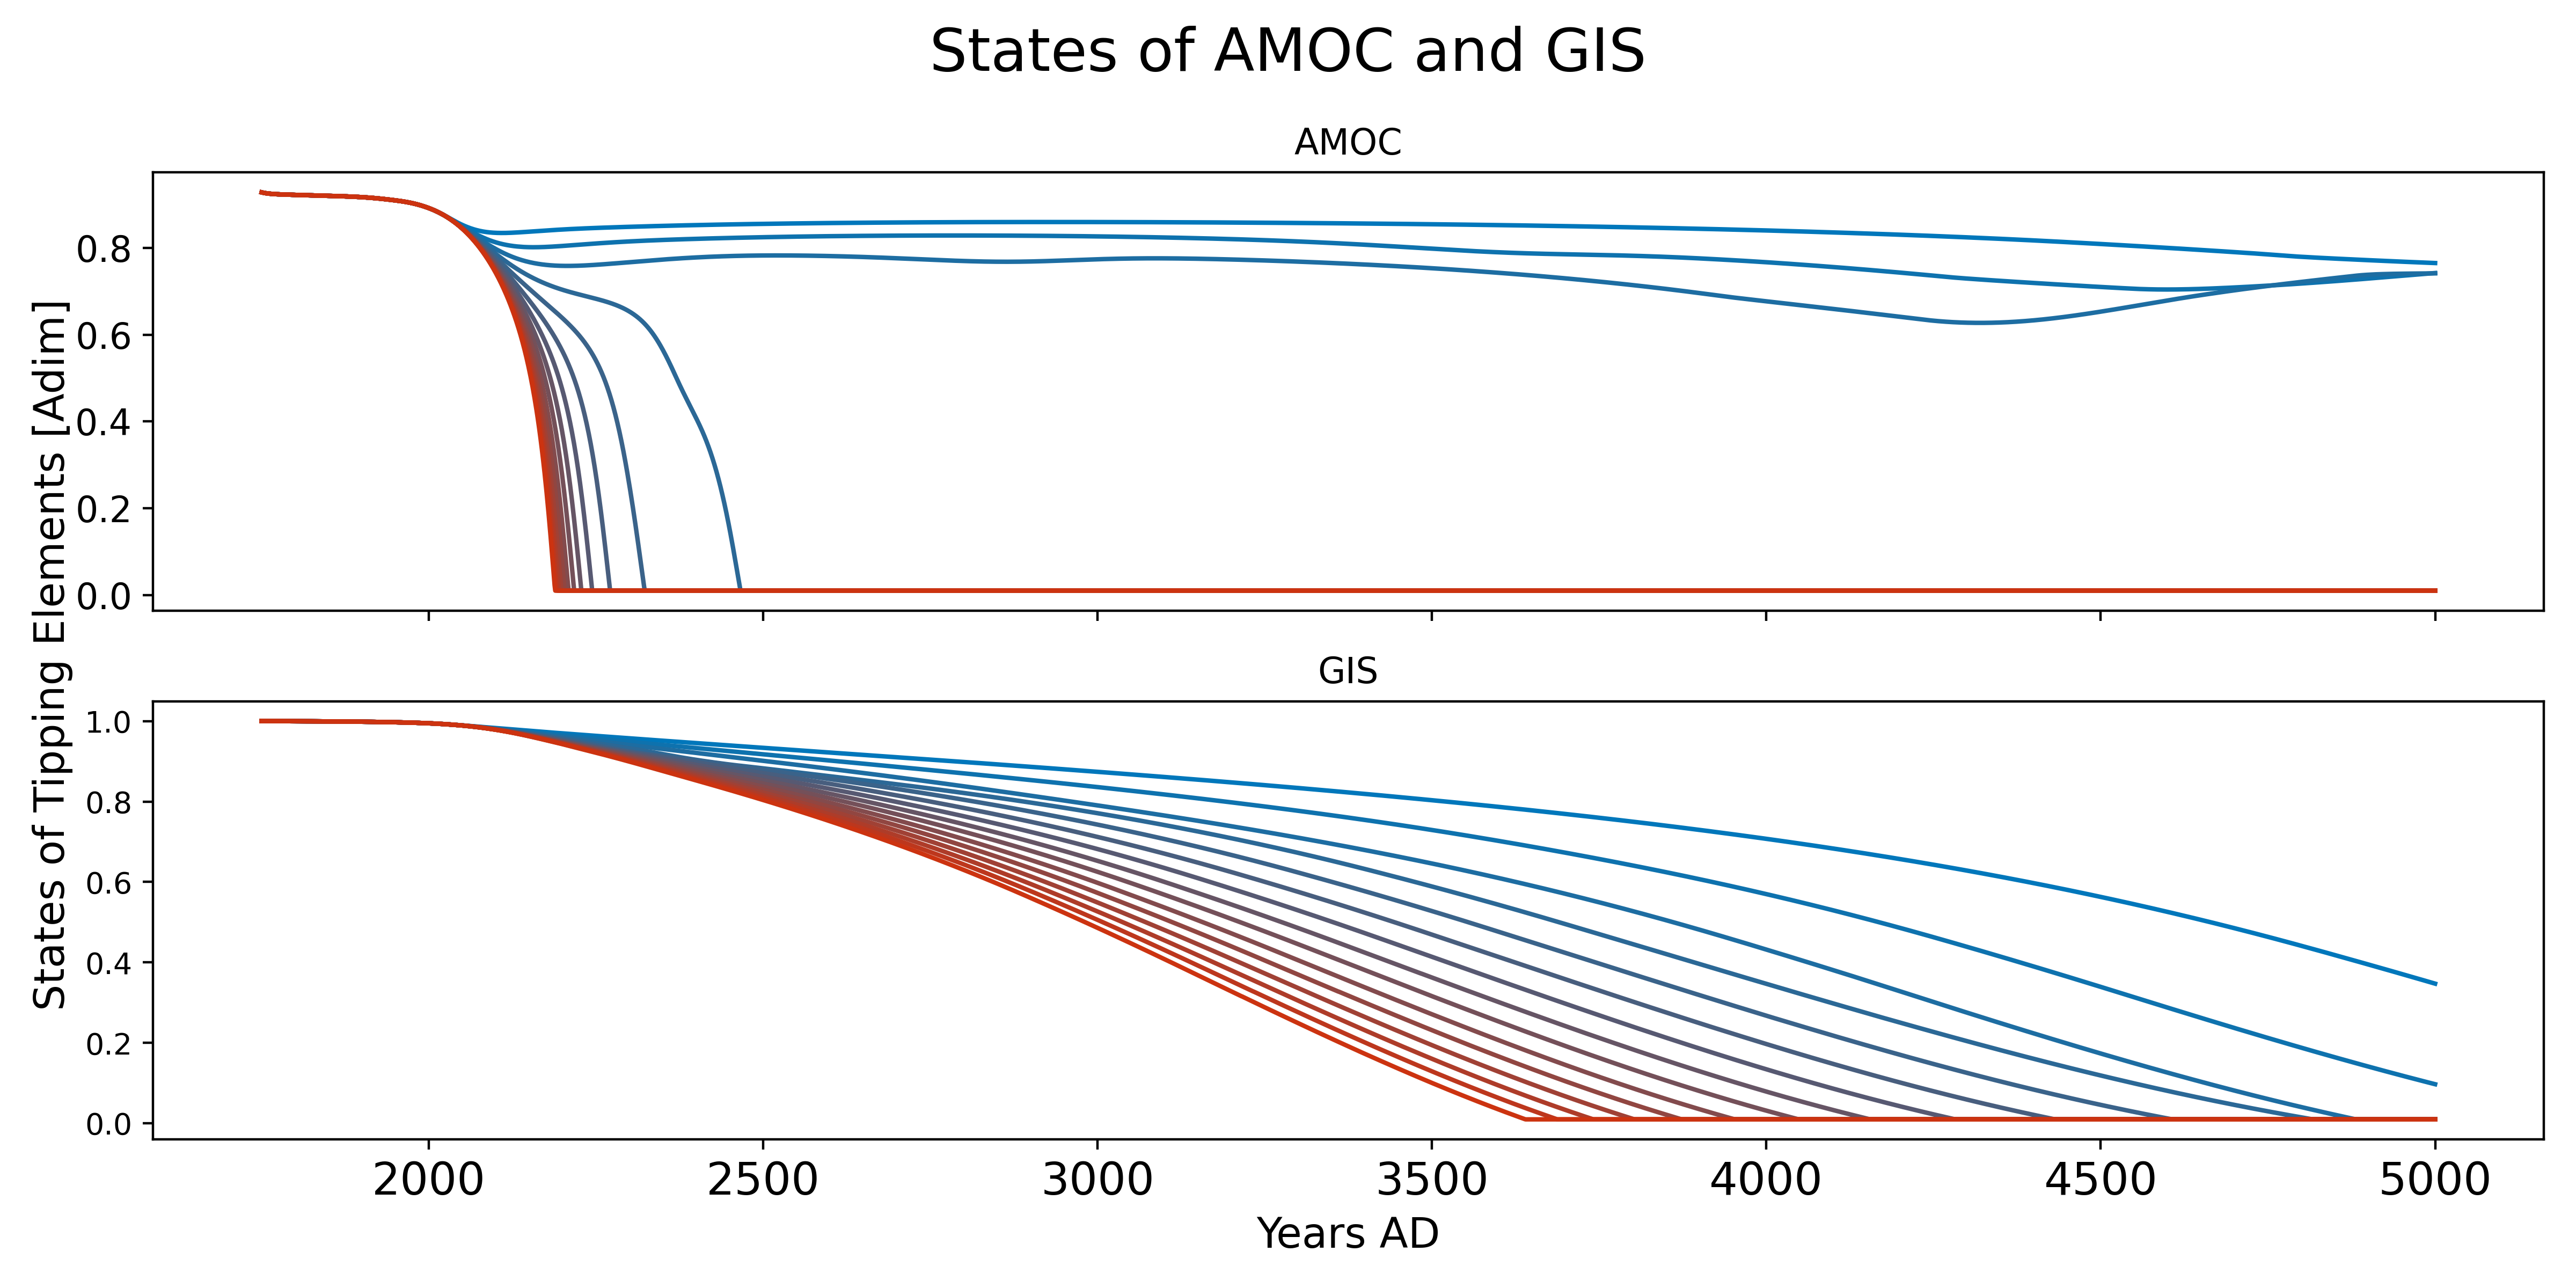 States of AMOC and GIS
AMOC
0.8
0.6
0.4
0.2
0.0
States of Tipping Elements [Adim]
GIS
1.0
0.8
0.6
0.4
0.2
0.0
2000 2500 3000 3500 4000 4500 5000
Years AD